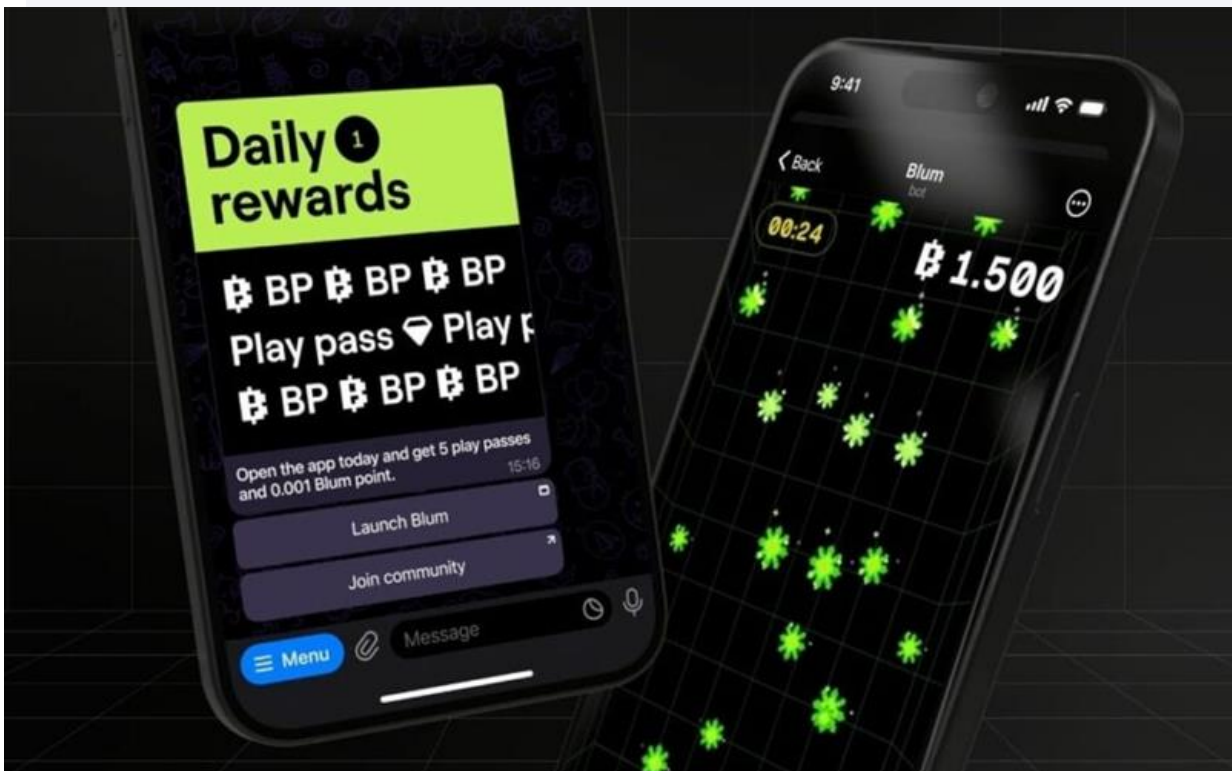 Daily 1
rewards
₿ BP ₿ BP ₿ BP
Play pass Play p
₿ BP ₿ BP ₿ BP
Open the app today and get 5 play passes
and 0.001 Blum point.
15:16
Launch Blum
Join community
Menu
Message
9:41
Back
Blum
bot
00:24
₿ 1.500